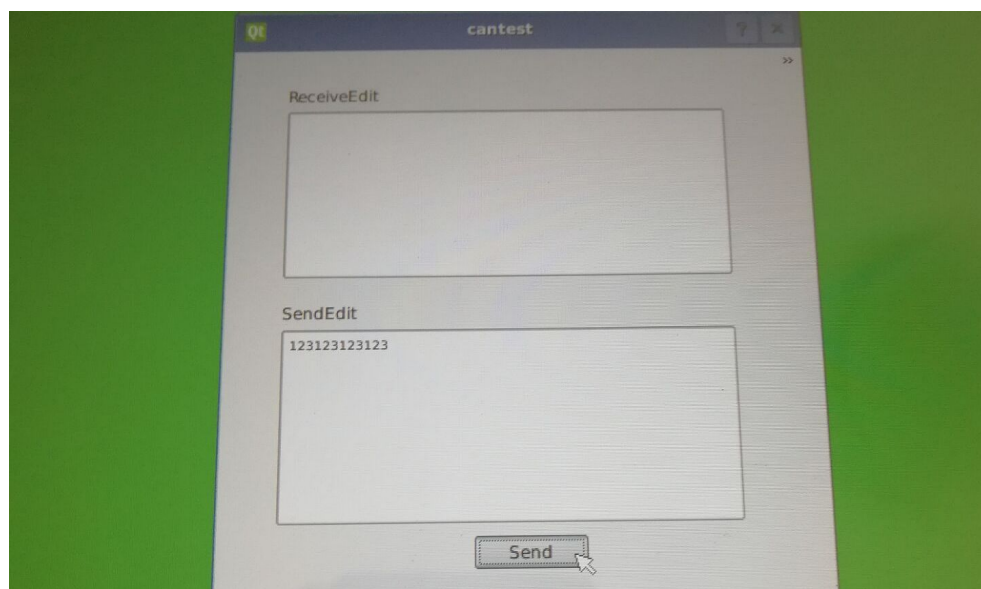 Qt
cantest
? ×
»
ReceiveEdit
SendEdit
123123123123
Send